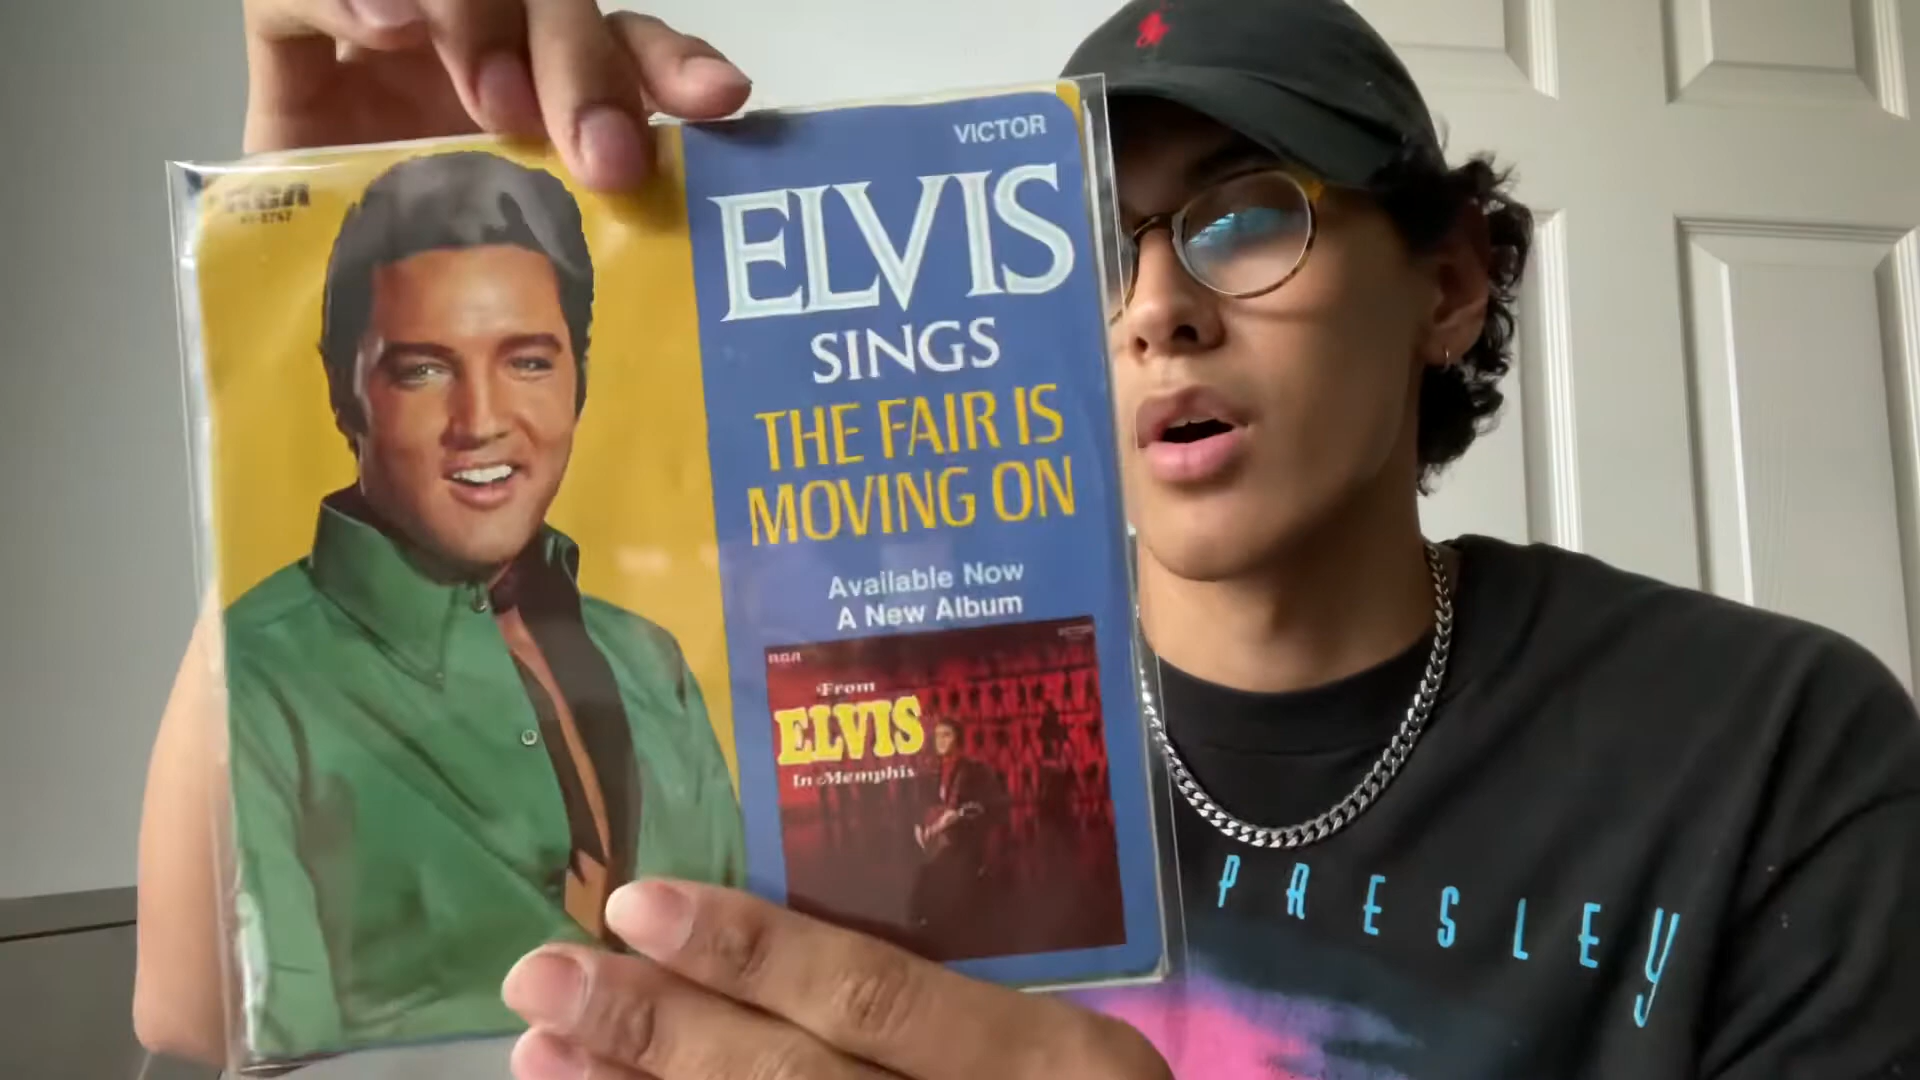 RCA
VICTOR
ELVIS
SINGS
THE FAIR IS
MOVING ON
Available Now
A New Album
RCA
VICTOR
From
ELVIS
In Memphis
PRESLEY